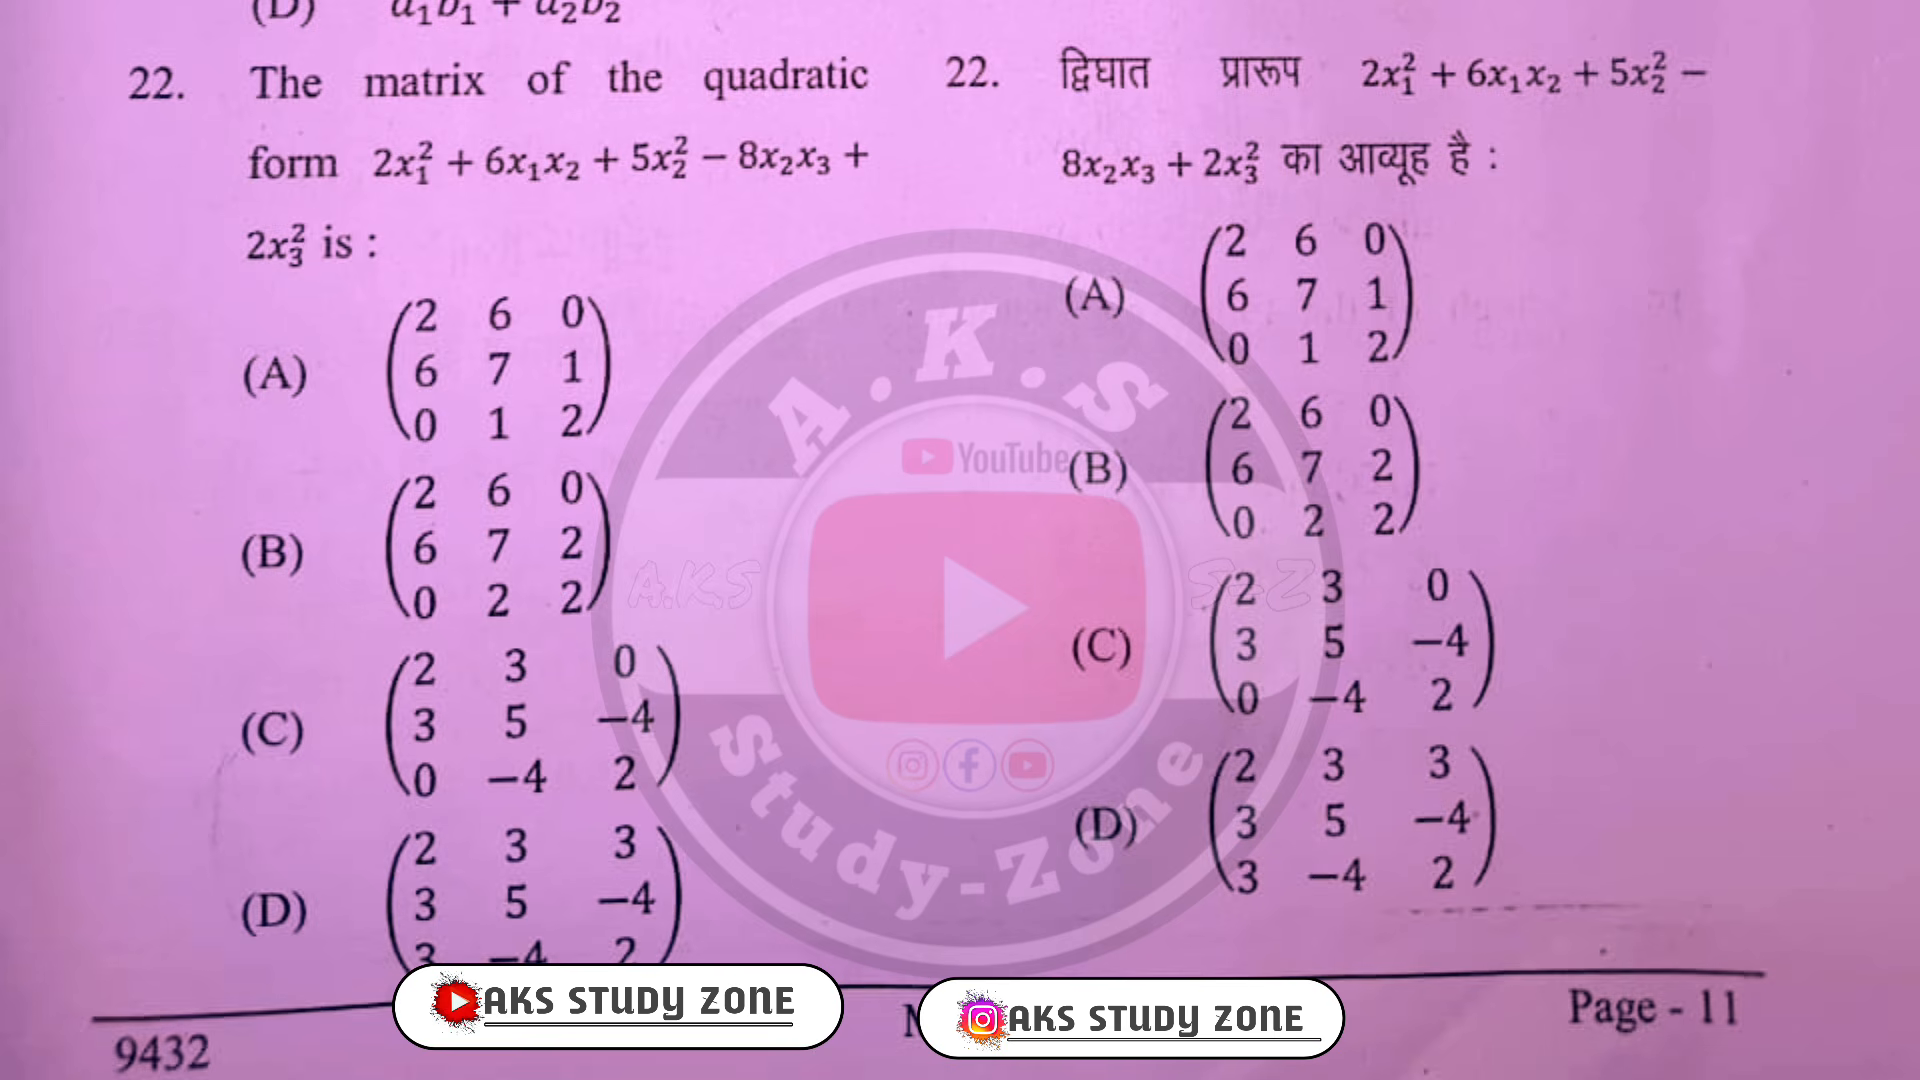 (D) a₁b₁ + a₂b₂
22. The matrix of the quadratic
form 2x₁² + 6x₁x₂ + 5x₂² − 8x₂x₃ +
2x₃² is :
(A) (2 6 0
6 7 1
0 1 2)
(B) (2 6 0
6 7 2
0 2 2)
(C) (2 3 0
3 5 −4
0 −4 2)
(D) (2 3 3
3 5 −4
3 −4 2)
22. द्विघात प्रारूप 2x₁² + 6x₁x₂ + 5x₂² −
8x₂x₃ + 2x₃² का आव्यूह है :
(A) (2 6 0
6 7 1
0 1 2)
(B) (2 6 0
6 7 2
0 2 2)
(C) (2 3 0
3 5 −4
0 −4 2)
(D) (2 3 3
3 5 −4
3 −4 2)
A.K.S
YouTube
A.K.S S-Z
Study-Zone
AKS STUDY ZONE
AKS STUDY ZONE
9432
Page - 11